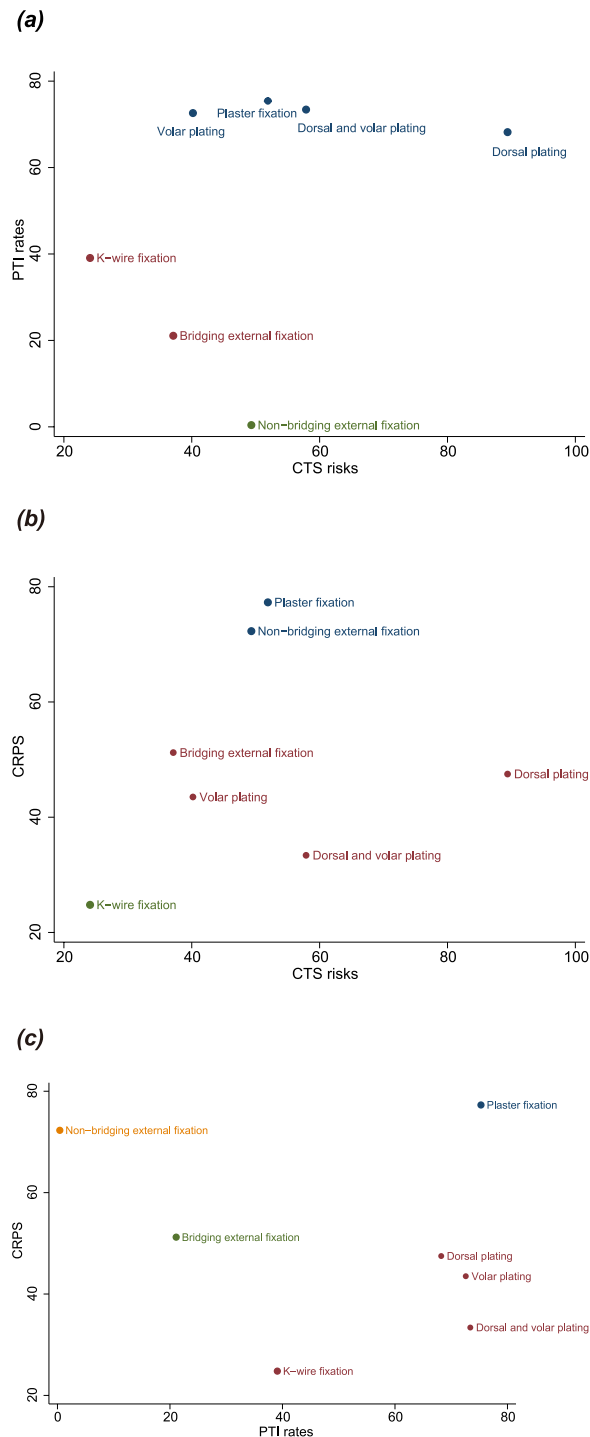 (a)
80
Plaster fixation
Volar plating
Dorsal and volar plating
Dorsal plating
60
PTI rates
40
K−wire fixation
20
Bridging external fixation
0
Non−bridging external fixation
20 40 60 80 100
CTS risks
(b)
80
Plaster fixation
Non−bridging external fixation
60
CRPS
Bridging external fixation
Dorsal plating
Volar plating
40
Dorsal and volar plating
K−wire fixation
20
20 40 60 80 100
CTS risks
(c)
80
Plaster fixation
Non−bridging external fixation
60
CRPS
Bridging external fixation
Dorsal plating
Volar plating
40
Dorsal and volar plating
K−wire fixation
20
0 20 40 60 80
PTI rates